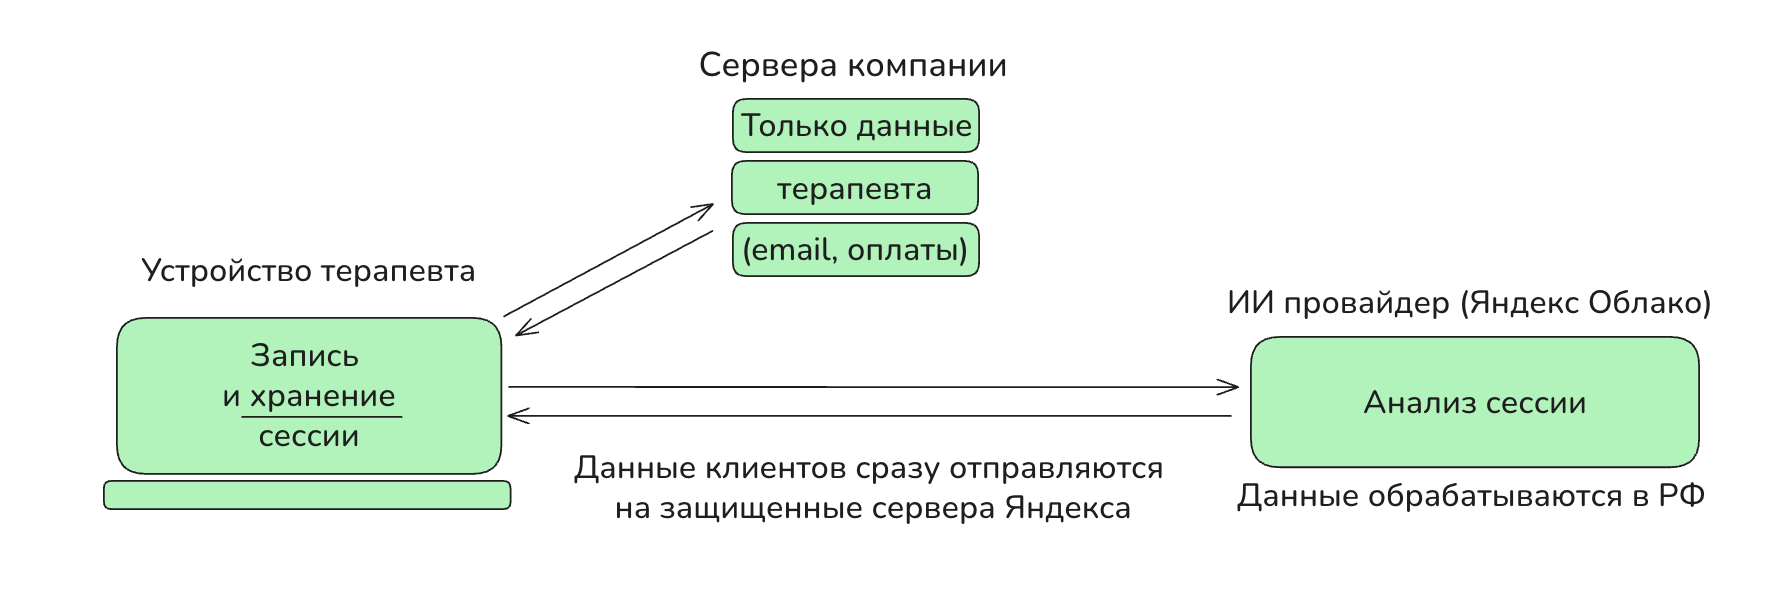 Сервера компании
Только данные
терапевта
(email, оплаты)
Устройство терапевта
Запись
и хранение
сессии
ИИ провайдер (Яндекс Облако)
Анализ сессии
Данные клиентов сразу отправляются
на защищенные сервера Яндекса
Данные обрабатываются в РФ